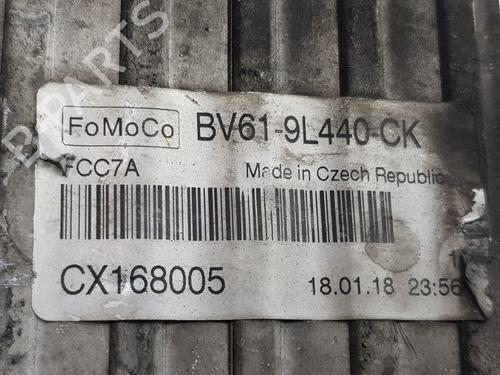 FoMoCo BV61-9L440-CK
FCC7A Made in Czech Republic
CX168005 18.01.18 23:56